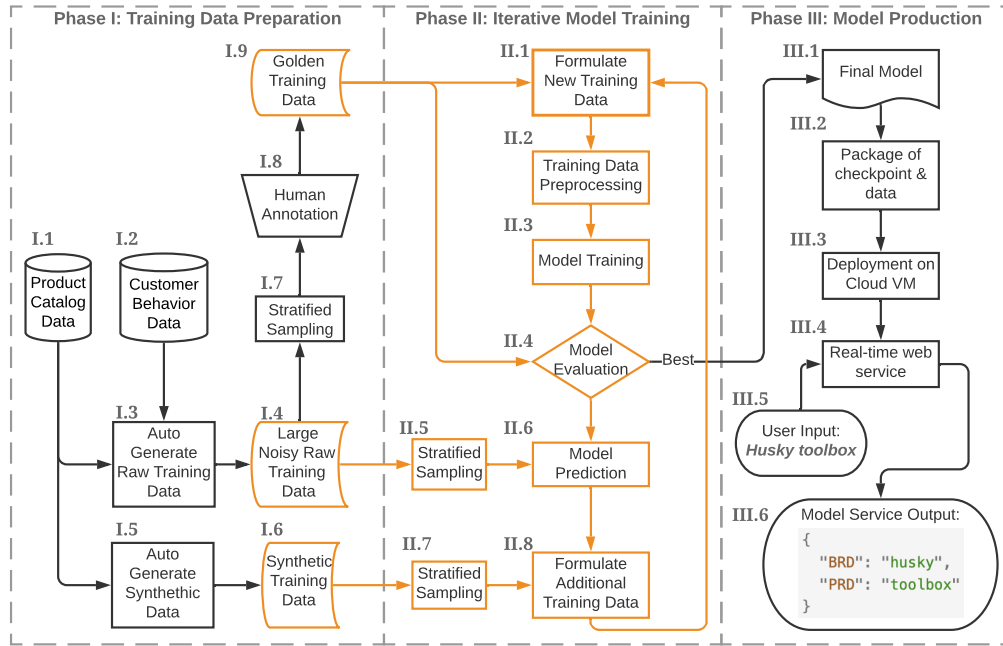 Phase I: Training Data Preparation
I.9
Golden
Training
Data
I.8
Human
Annotation
I.1
Product
Catalog
Data
I.2
Customer
Behavior
Data
I.7
Stratified
Sampling
I.3
Auto
Generate
Raw Training
Data
I.4
Large
Noisy Raw
Training
Data
I.5
Auto
Generate
Synthethic
Data
I.6
Synthetic
Training
Data
Phase II: Iterative Model Training
II.1
Formulate
New Training
Data
II.2
Training Data
Preprocessing
II.3
Model Training
II.4
Model
Evaluation
Best
II.5
Stratified
Sampling
II.6
Model
Prediction
II.7
Stratified
Sampling
II.8
Formulate
Additional
Training Data
Phase III: Model Production
III.1
Final Model
III.2
Package of
checkpoint &
data
III.3
Deployment on
Cloud VM
III.4
Real-time web
service
III.5
User Input:
Husky toolbox
III.6
Model Service Output:
{
"BRD": "husky",
"PRD": "toolbox"
}